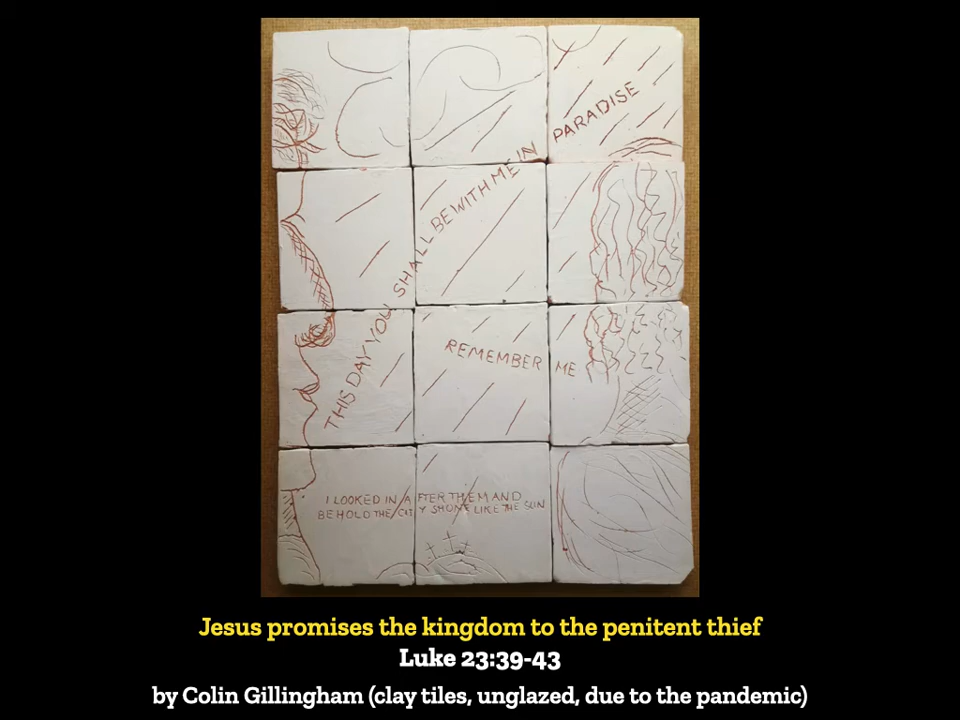 THIS DAY YOU SHALL BE WITH ME IN PARADISE
REMEMBER ME
I LOOKED IN AFTER THEM AND
BEHOLD THE CITY SHONE LIKE THE SUN
Jesus promises the kingdom to the penitent thief
Luke 23:39-43
by Colin Gillingham (clay tiles, unglazed, due to the pandemic)